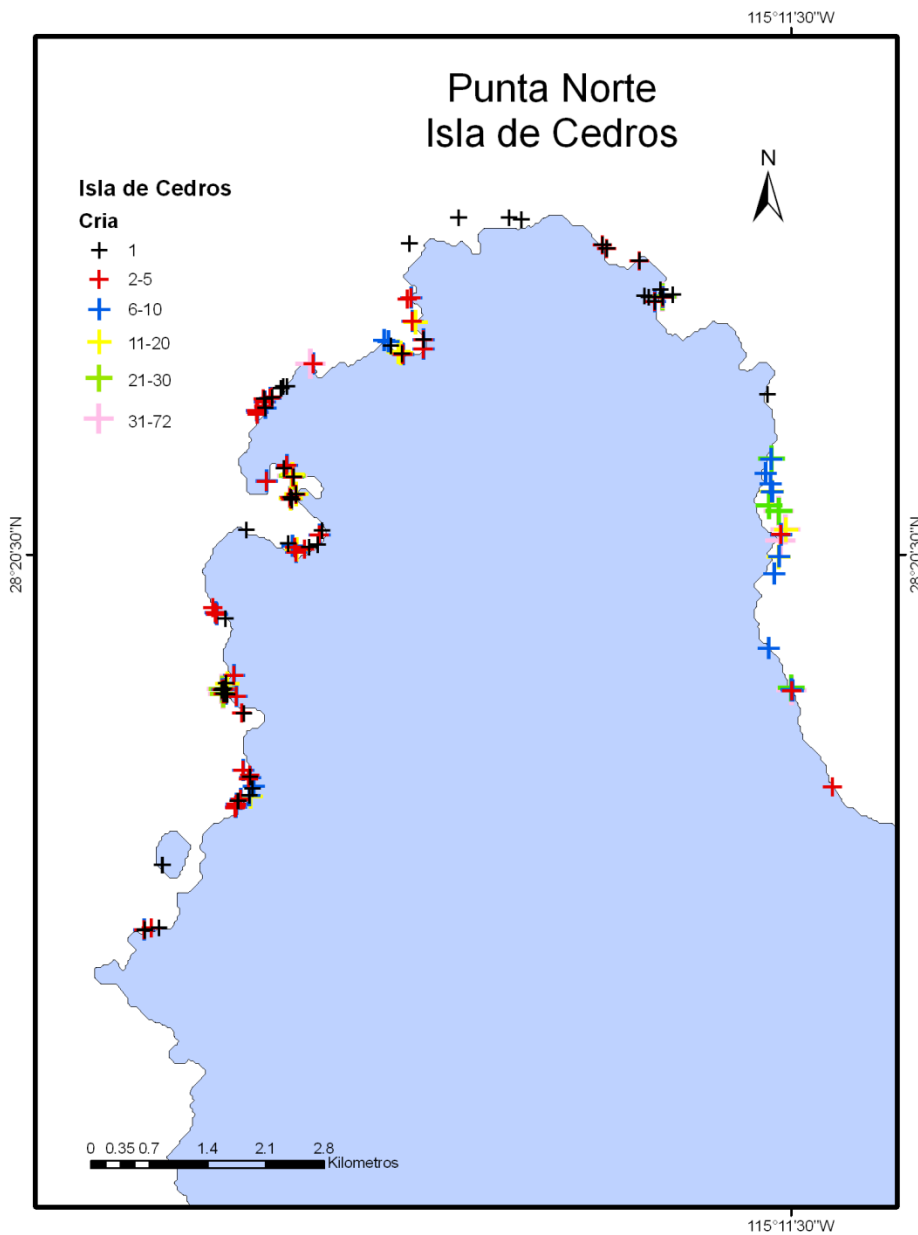 115°11'30"W
Punta Norte
Isla de Cedros
N
Isla de Cedros
Cria
1
2-5
6-10
11-20
21-30
31-72
28°20'30"N
28°20'30"N
0 0.35 0.7 1.4 2.1 2.8
Kilometros
115°11'30"W